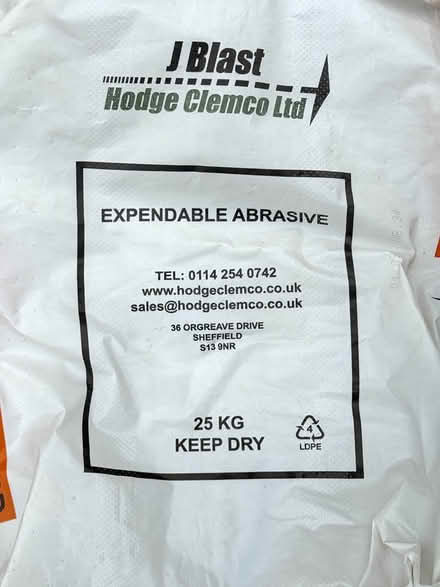 J Blast
Hodge Clemco Ltd
EXPENDABLE ABRASIVE
TEL: 0114 254 0742
www.hodgeclemco.co.uk
sales@hodgeclemco.co.uk
36 ORGREAVE DRIVE
SHEFFIELD
S13 9NR
25 KG
KEEP DRY
4
LDPE